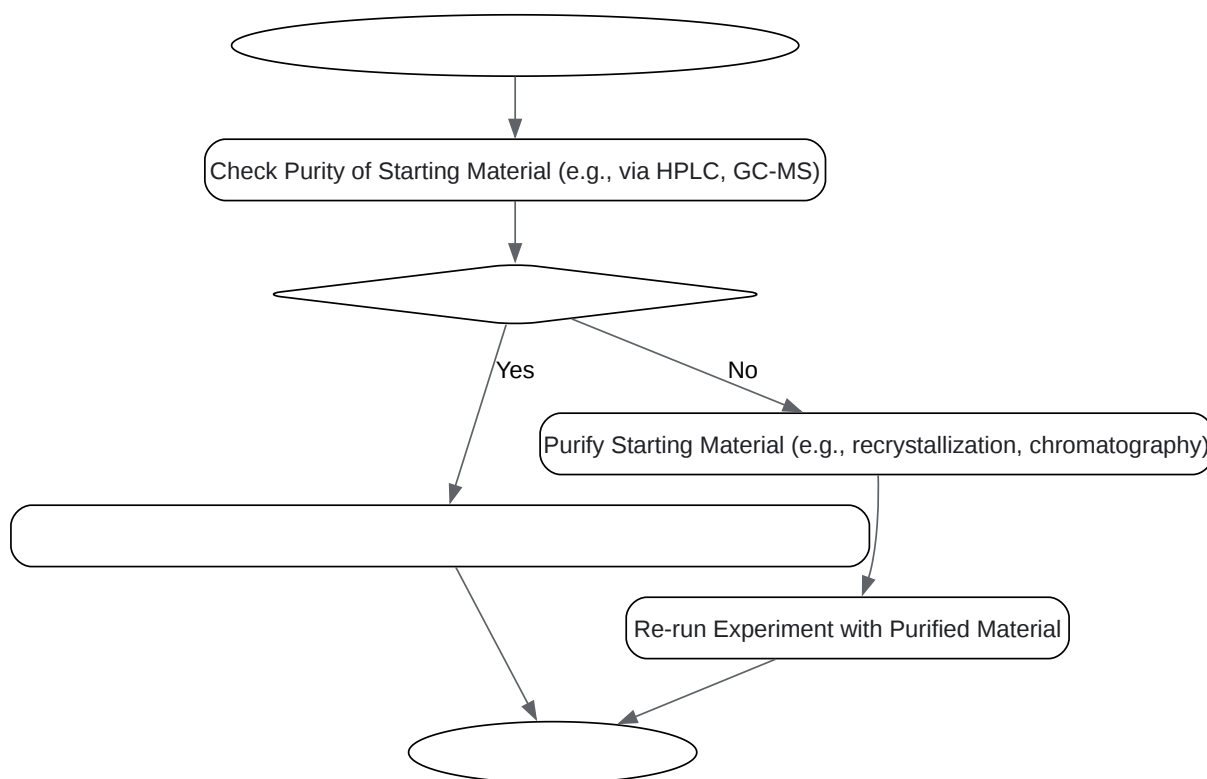 Check Purity of Starting Material (e.g., via HPLC, GC-MS)
Yes
No
Purify Starting Material (e.g., recrystallization, chromatography)
Re-run Experiment with Purified Material